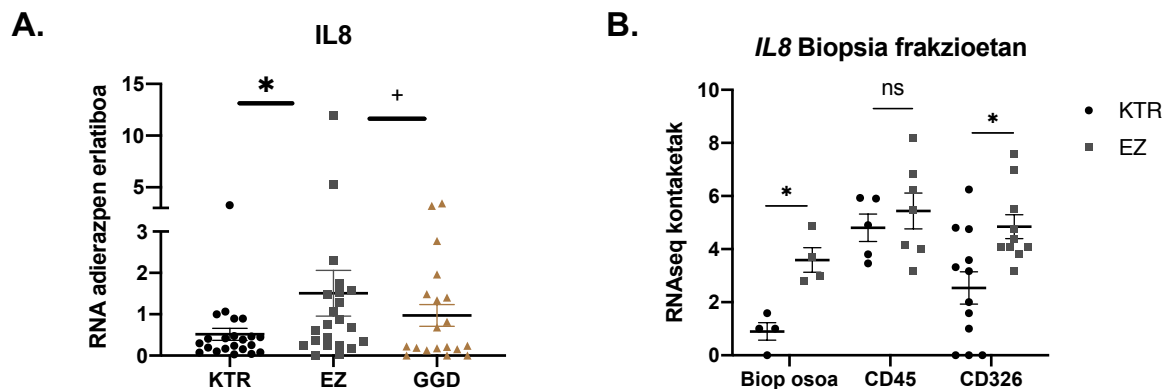 A.
IL8
RNA adierazpen erlatiboa
15
10
5
3
2
1
0
*
+
KTR EZ GGD
B.
IL8 Biopsia frakzioetan
RNAseq kontaketak
10
8
6
4
2
0
*
ns
*
Biop osoa CD45 CD326
KTR
EZ